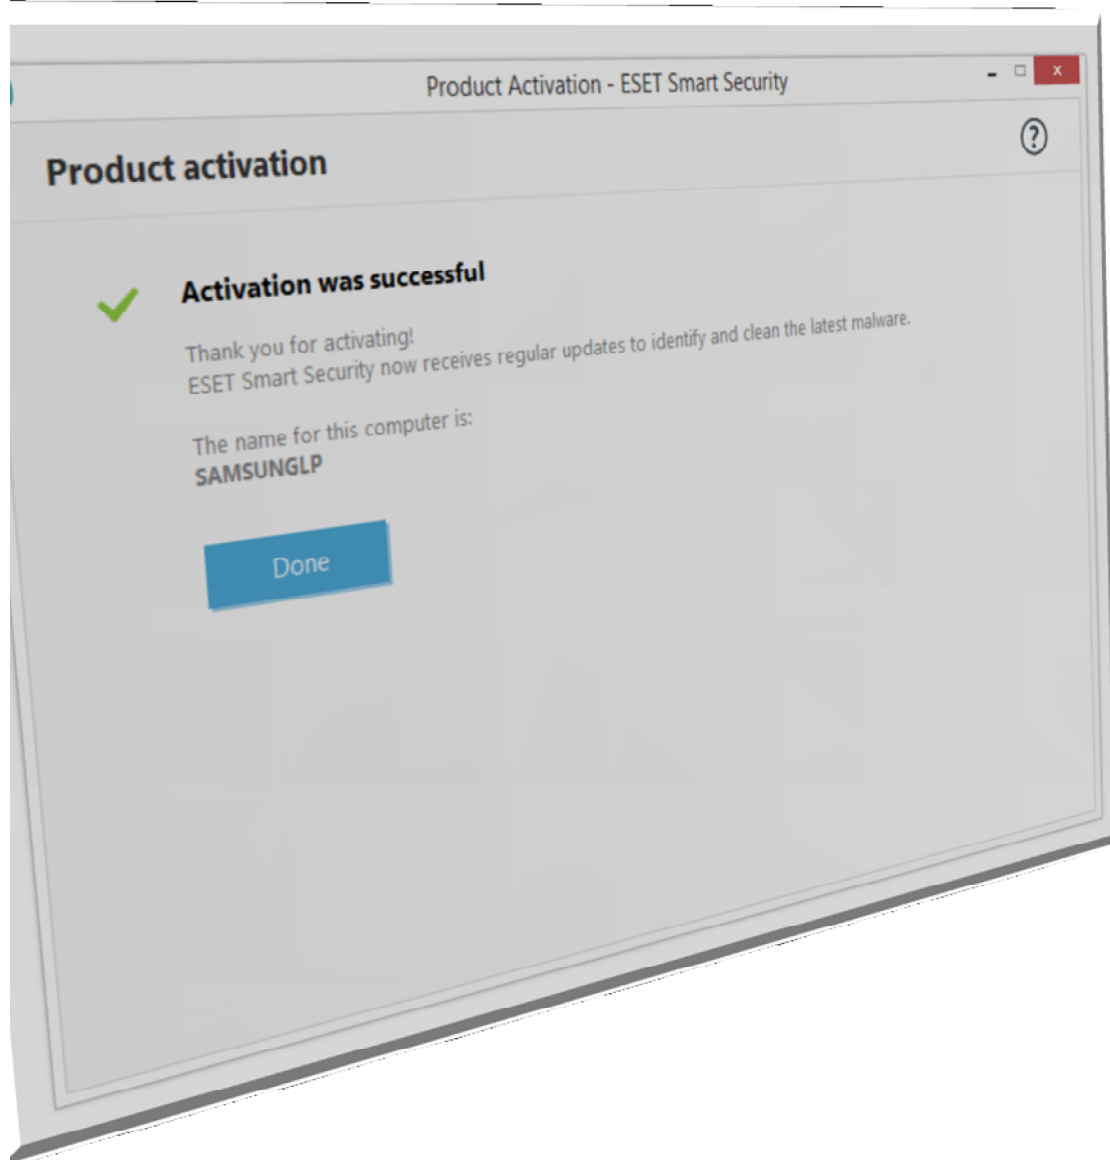 Product Activation - ESET Smart Security
Product activation
Activation was successful
Thank you for activating!
ESET Smart Security now receives regular updates to identify and clean the latest malware.
The name for this computer is:
SAMSUNGLP
Done